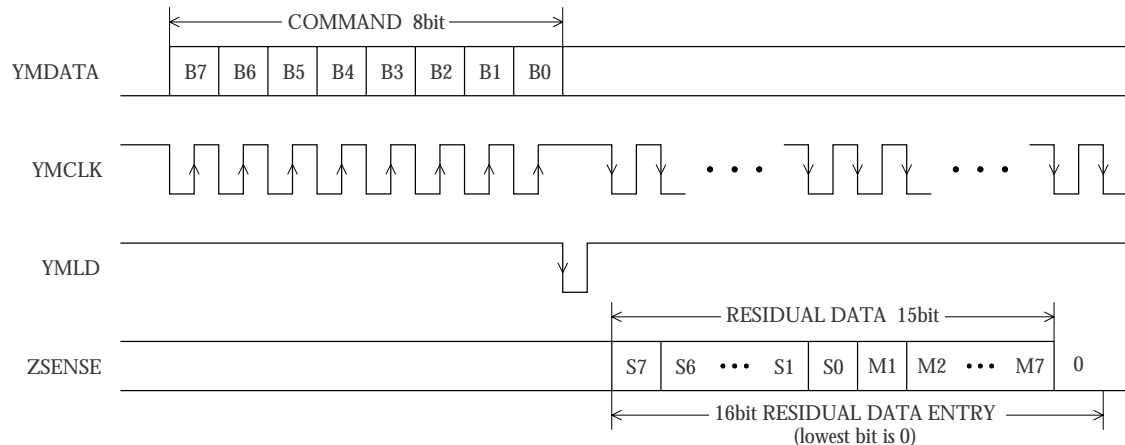 COMMAND 8bit
YMDATA B7 B6 B5 B4 B3 B2 B1 B0
YMCLK
YMLD
RESIDUAL DATA 15bit
ZSENSE S7 S6 ••• S1 S0 M1 M2 ••• M7 0
16bit RESIDUAL DATA ENTRY
(lowest bit is 0)